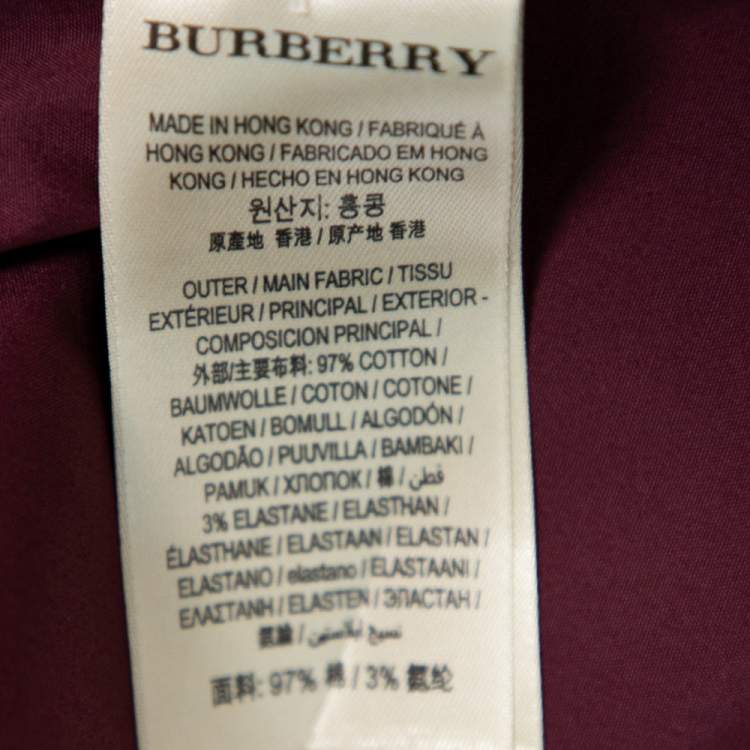 BURBERRY
MADE IN HONG KONG / FABRIQUÉ À
HONG KONG / FABRICADO EM HONG
KONG / HECHO EN HONG KONG
원산지: 홍콩
原產地 香港 / 原产地 香港
OUTER / MAIN FABRIC / TISSU
EXTÉRIEUR / PRINCIPAL / EXTERIOR -
COMPOSICION PRINCIPAL /
外部/主要布料: 97% COTTON /
BAUMWOLLE / COTON / COTONE /
KATOEN / BOMULL / ALGODÓN /
ALGODÃO / PUUVILLA / BAMBAKI /
PAMUK / ХЛОПОК / 棉 / قطن /
3% ELASTANE / ELASTHAN /
ÉLASTHANE / ELASTAAN / ELASTAN /
ELASTANO / elastano / ELASTAANI /
ΕΛΑΣΤΑΝΗ / ELASTEN / ЭЛАСТАН /
نسيج إيلاستين /
面料: 97% 棉 / 3% 氨纶